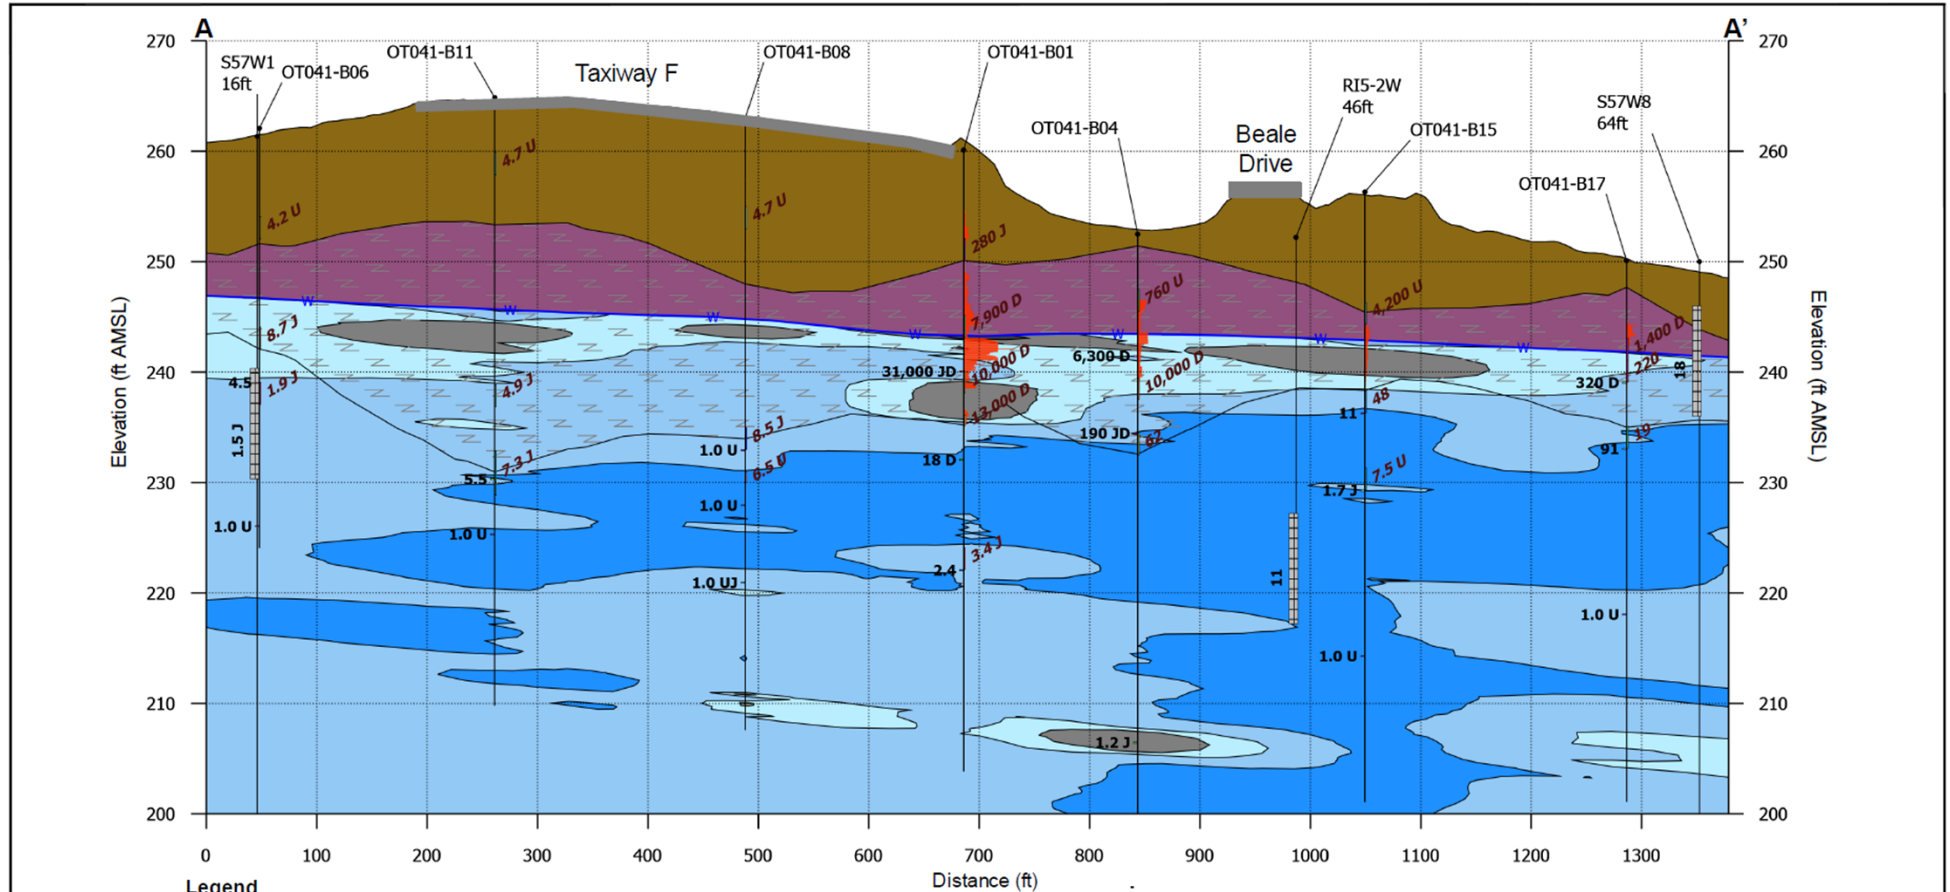 A
A'
270
270
S57W1
16ft
OT041-B06
OT041-B11
Taxiway F
OT041-B08
OT041-B01
OT041-B04
Beale
Drive
RI5-2W
46ft
OT041-B15
OT041-B17
S57W8
64ft
260
260
4.7 U
4.2 U
4.7 U
280 J
250
250
760 U
4,200 U
W
W
W
W
W
W
W
8.7 J
7,900 D
1,400 D
6,300 D
10,000 D
220
240
31,000 JD
10,000 D
320 D
18
240
4.5
1.9 J
4.9 J
13,000 D
48
11
1.5 J
8.5 J
190 JD
62
19
1.0 U
91
7.3 J
6.5 U
18 D
7.5 U
230
5.5
1.7 J
230
1.0 U
1.0 U
1.0 U
3.4 J
2.4
1.0 UJ
11
220
220
1.0 U
1.0 U
210
210
1.2 J
200
200
Elevation (ft AMSL)
Elevation (ft AMSL)
0 100 200 300 400 500 600 700 800 900 1000 1100 1200 1300
Distance (ft)
Legend